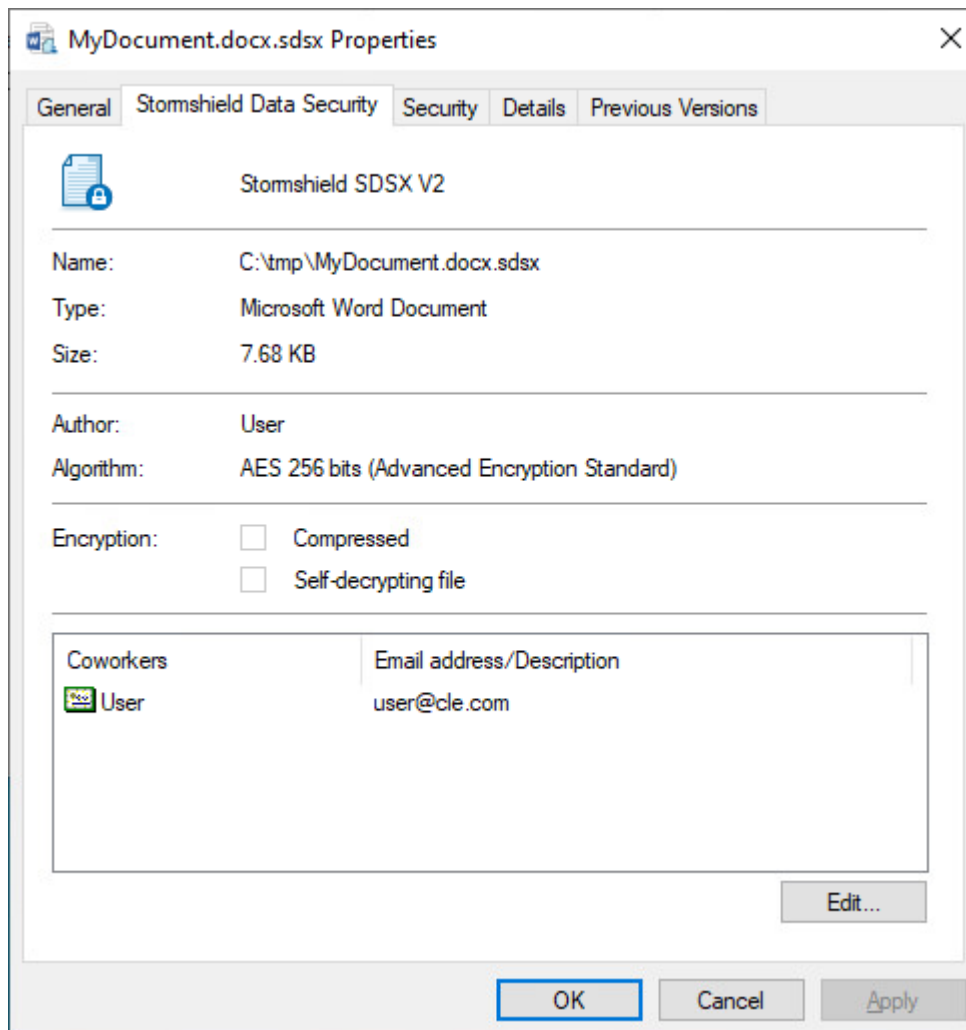 MyDocument.docx.sdsx Properties
General Stormshield Data Security Security Details Previous Versions
Stormshield SDSX V2
Name: C:\tmp\MyDocument.docx.sdsx
Type: Microsoft Word Document
Size: 7.68 KB
Author: User
Algorithm: AES 256 bits (Advanced Encryption Standard)
Encryption: Compressed
Self-decrypting file
Coworkers Email address/Description
User user@cle.com
Edit...
OK Cancel Apply